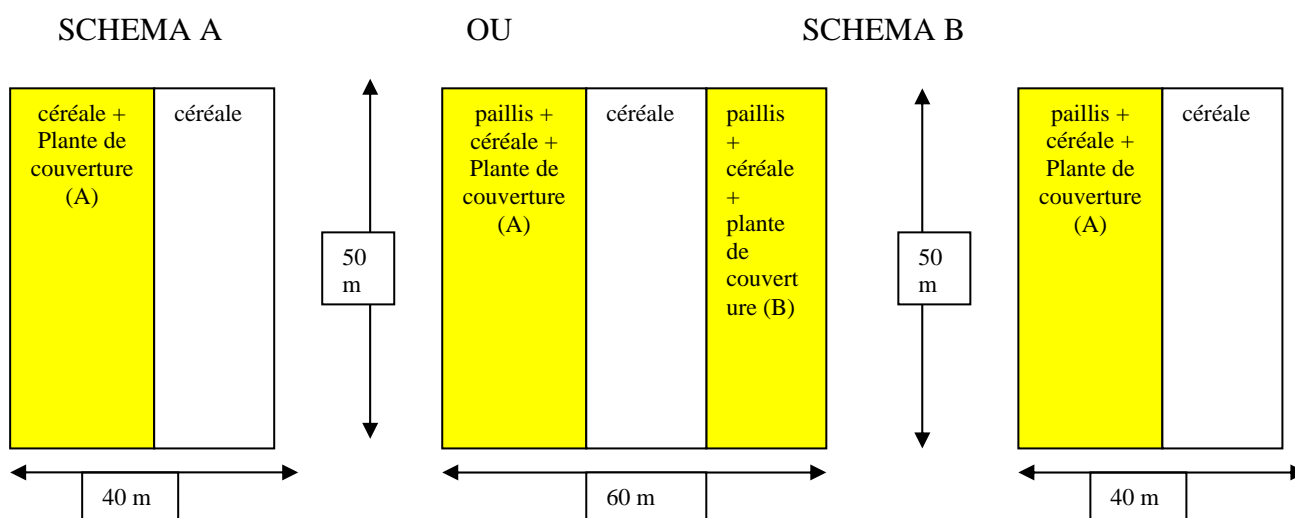 SCHEMA A
OU
SCHEMA B
céréale +
Plante de
couverture
(A)
céréale
50
m
paillis +
céréale +
Plante de
couverture
(A)
céréale
paillis
+
céréale
+
plante
de
couvert
ure (B)
50
m
paillis +
céréale +
Plante de
couverture
(A)
céréale
40 m
60 m
40 m